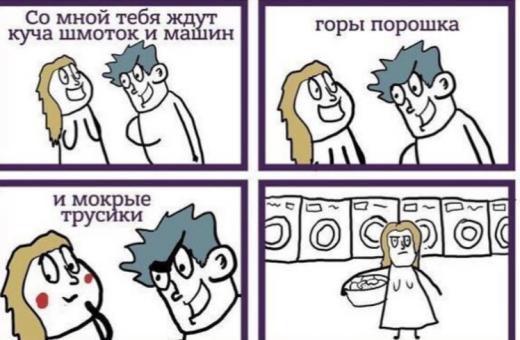 Со мной тебя ждут
куча шмоток и машин
горы порошка
и мокрые
трусики